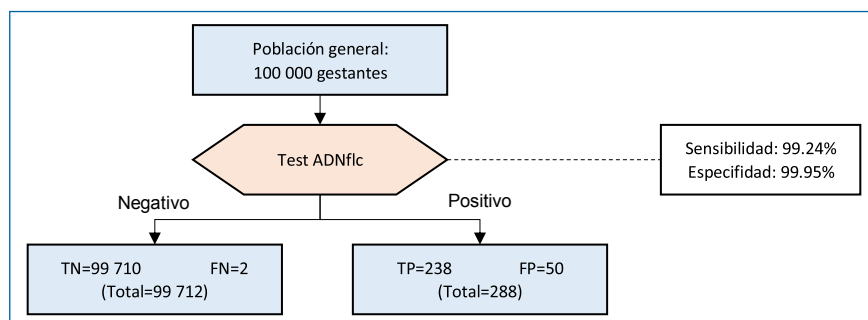 Población general:
100 000 gestantes
Test ADNflc
Sensibilidad: 99.24%
Especifidad: 99.95%
Negativo
Positivo
TN=99 710 FN=2
(Total=99 712)
TP=238 FP=50
(Total=288)